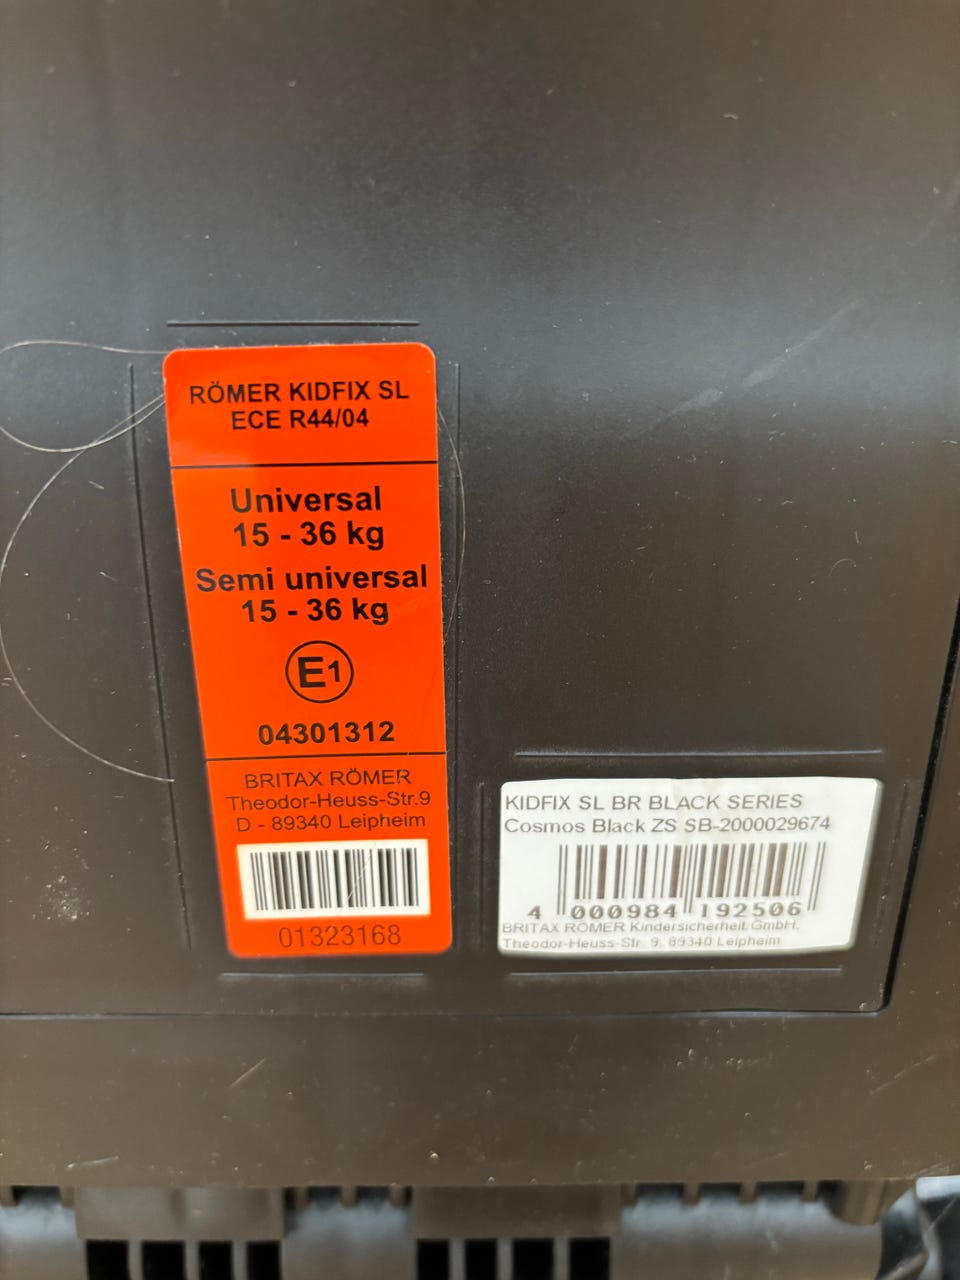 RÖMER KIDFIX SL
ECE R44/04
Universal
15 - 36 kg
Semi universal
15 - 36 kg
E1
04301312
BRITAX RÖMER
Theodor-Heuss-Str.9
D - 89340 Leipheim
01323168
KIDFIX SL BR BLACK SERIES
Cosmos Black ZS SB-2000029674
4 000984 192506
BRITAX RÖMER Kindersicherheit GmbH,
Theodor-Heuss-Str. 9, 89340 Leipheim